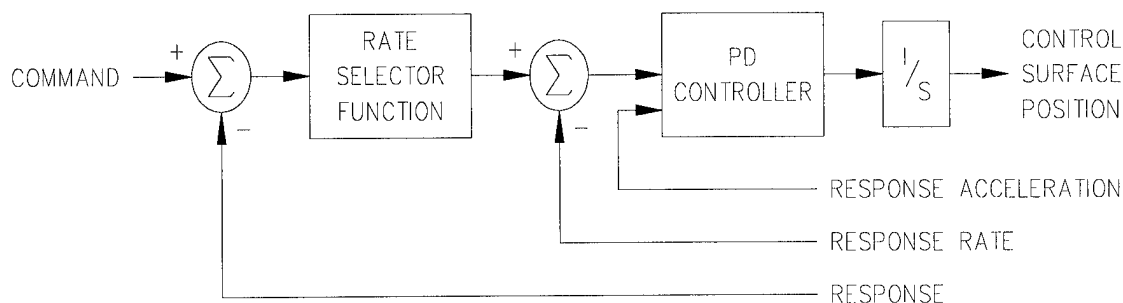 COMMAND
+
Σ
−
RATE
SELECTOR
FUNCTION
+
Σ
−
PD
CONTROLLER
1/S
CONTROL
SURFACE
POSITION
RESPONSE ACCELERATION
RESPONSE RATE
RESPONSE